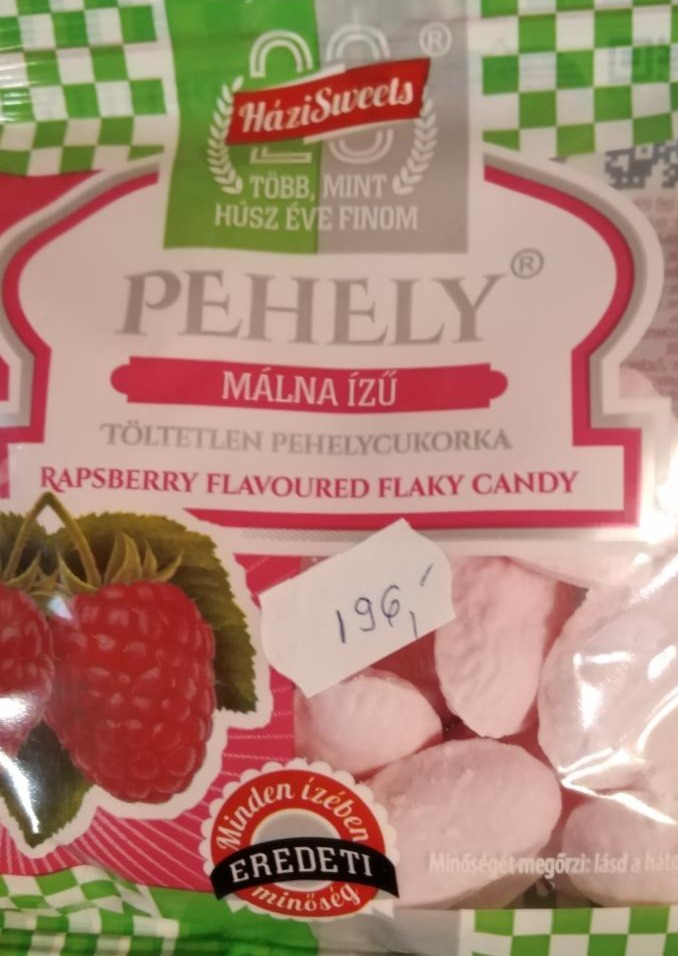 20®
HáziSweets
TÖBB, MINT
HÚSZ ÉVE FINOM
PEHELY®
MÁLNA ÍZŰ
TÖLTETLEN PEHELYCUKORKA
RAPSBERRY FLAVOURED FLAKY CANDY
196,-
Minden ízében
EREDETI
minőség
Minőségét megőrzi: lásd a